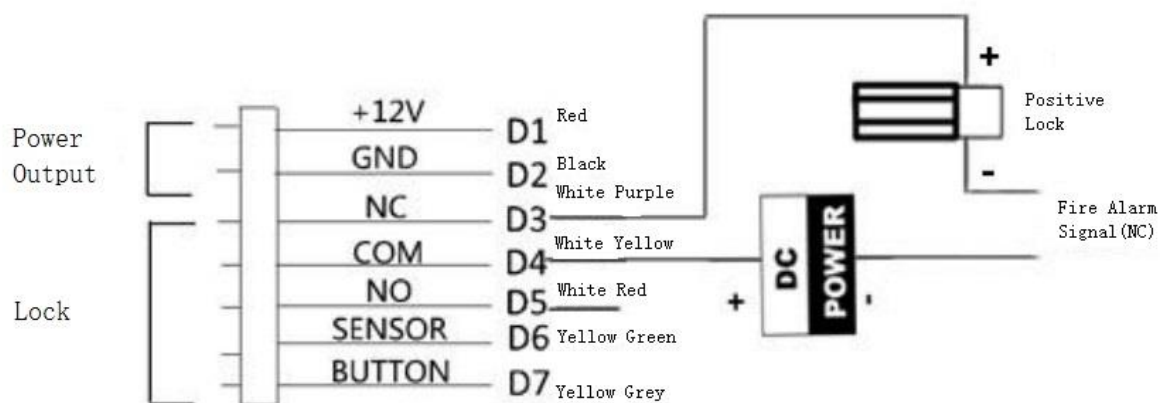 Power
Output
Lock
+12V
D1 Red
GND
D2 Black
White Purple
NC
D3
White Yellow
COM
D4
White Red
NO
D5
SENSOR
D6 Yellow Green
BUTTON
D7 Yellow Grey
+
Positive
Lock
-
Fire Alarm
Signal(NC)
+
DC
POWER
-